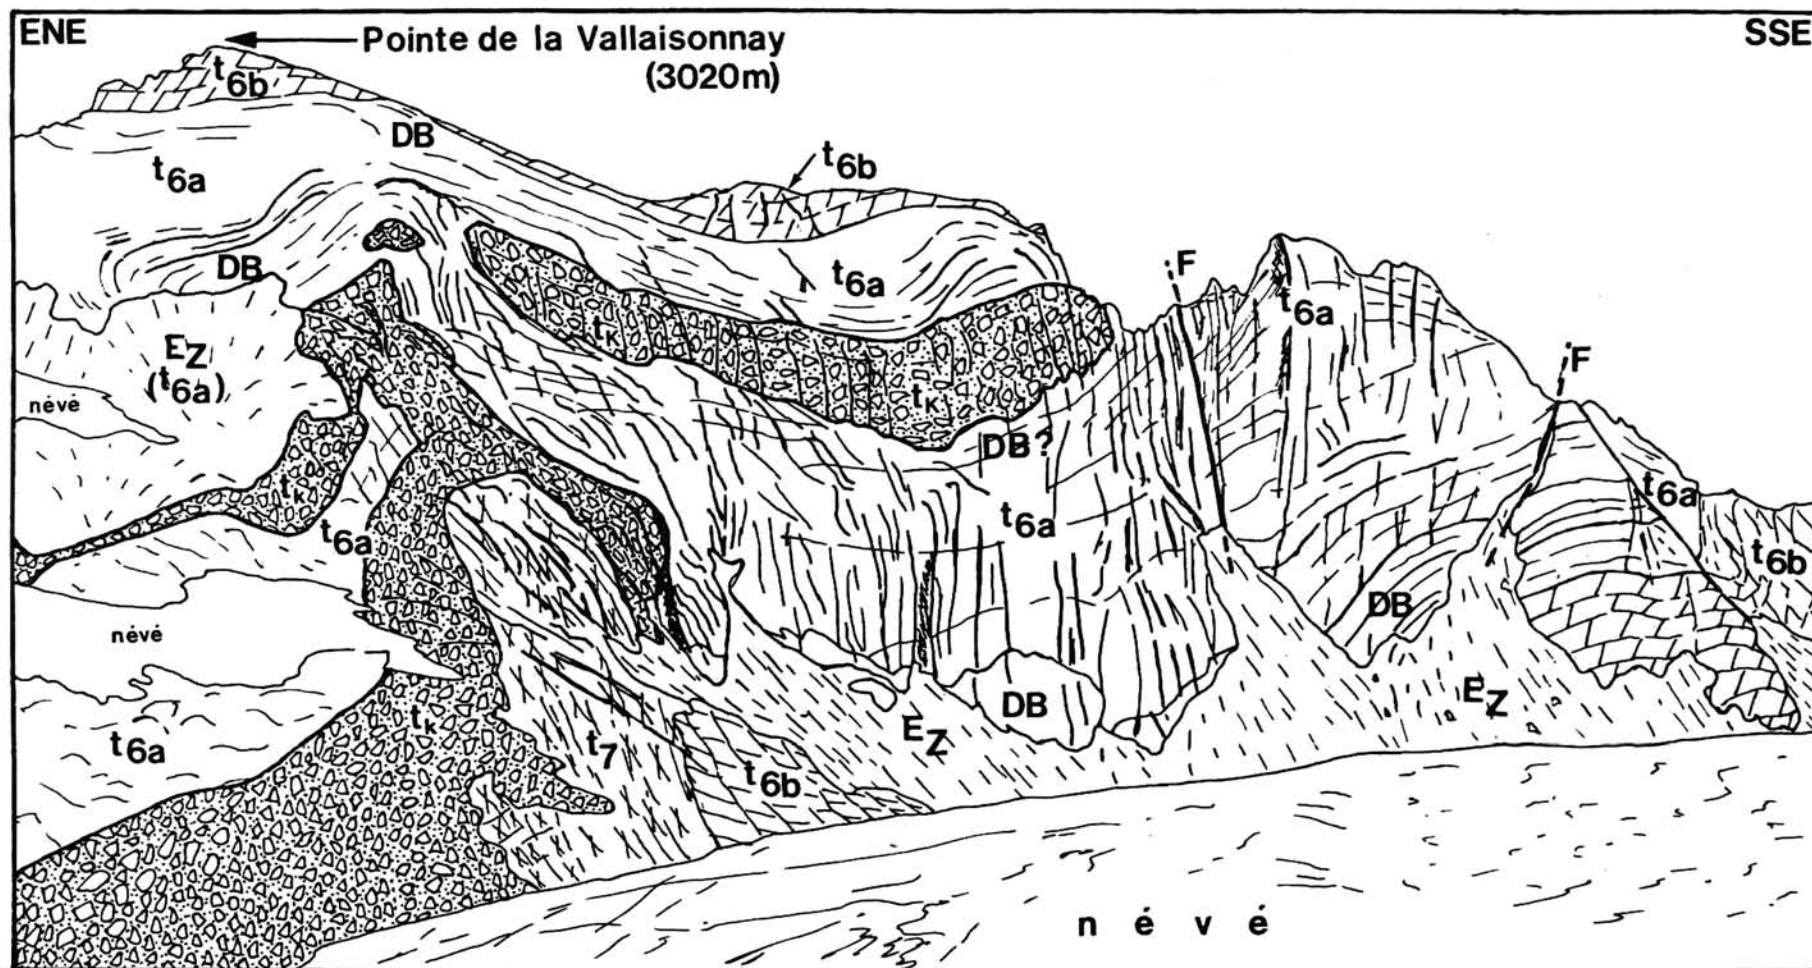 ENE
SSE
Pointe de la Vallaisonnay
(3020m)
t6b
DB
t6a
t6b
DB
t6a
F
t6a
EZ
(t6a)
névé
tK
tK
F
DB?
tk
t6a
t6a
t6a
t6b
DB
névé
DB
EZ
EZ
t6a
tk
t7
t6b
névé